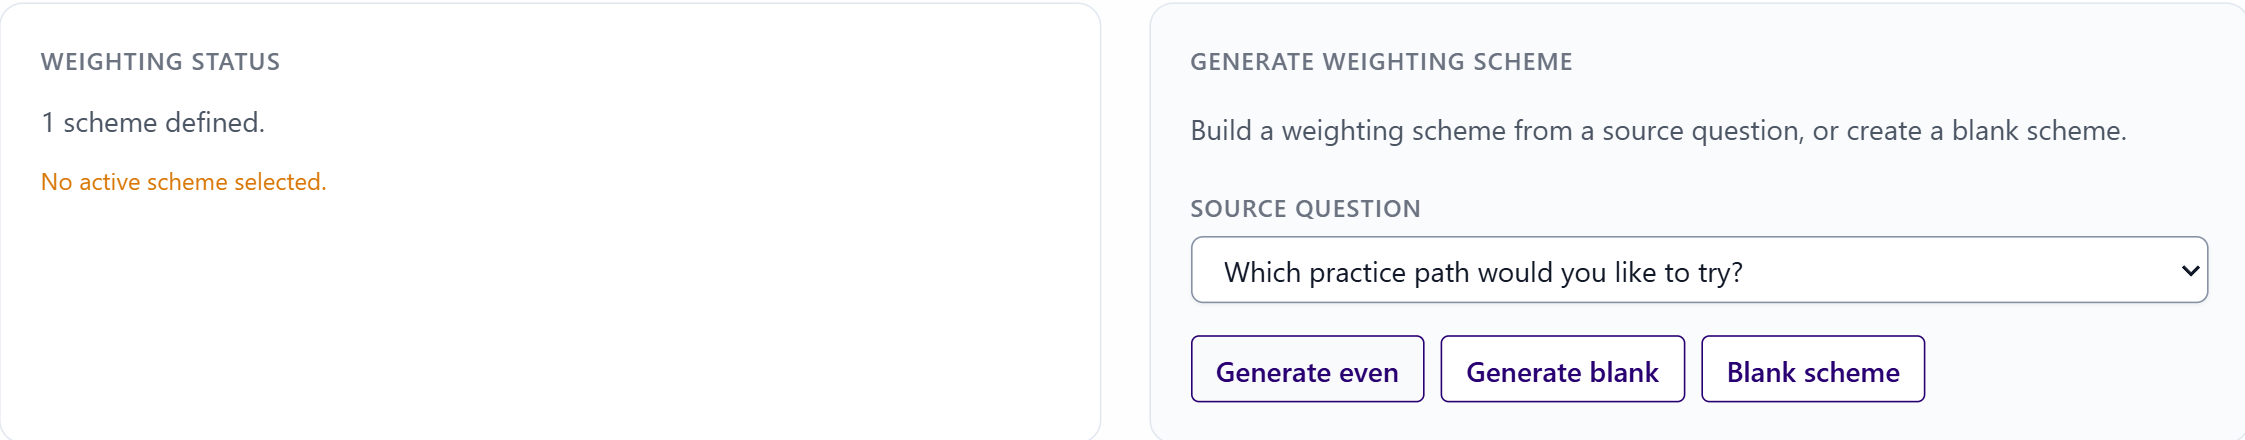 WEIGHTING STATUS
1 scheme defined.
No active scheme selected.
GENERATE WEIGHTING SCHEME
Build a weighting scheme from a source question, or create a blank scheme.
SOURCE QUESTION
Which practice path would you like to try?
Generate even
Generate blank
Blank scheme